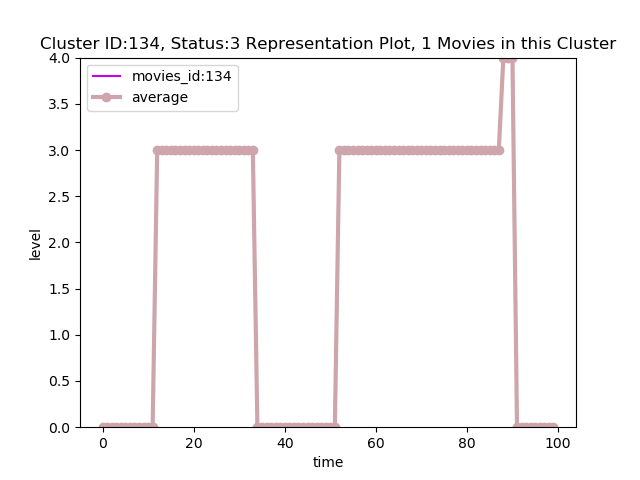 Cluster ID:134, Status:3 Representation Plot, 1 Movies in this Cluster
movies_id:134
average
4.0
3.5
3.0
2.5
2.0
1.5
1.0
0.5
0.0
level
0 20 40 60 80 100
time